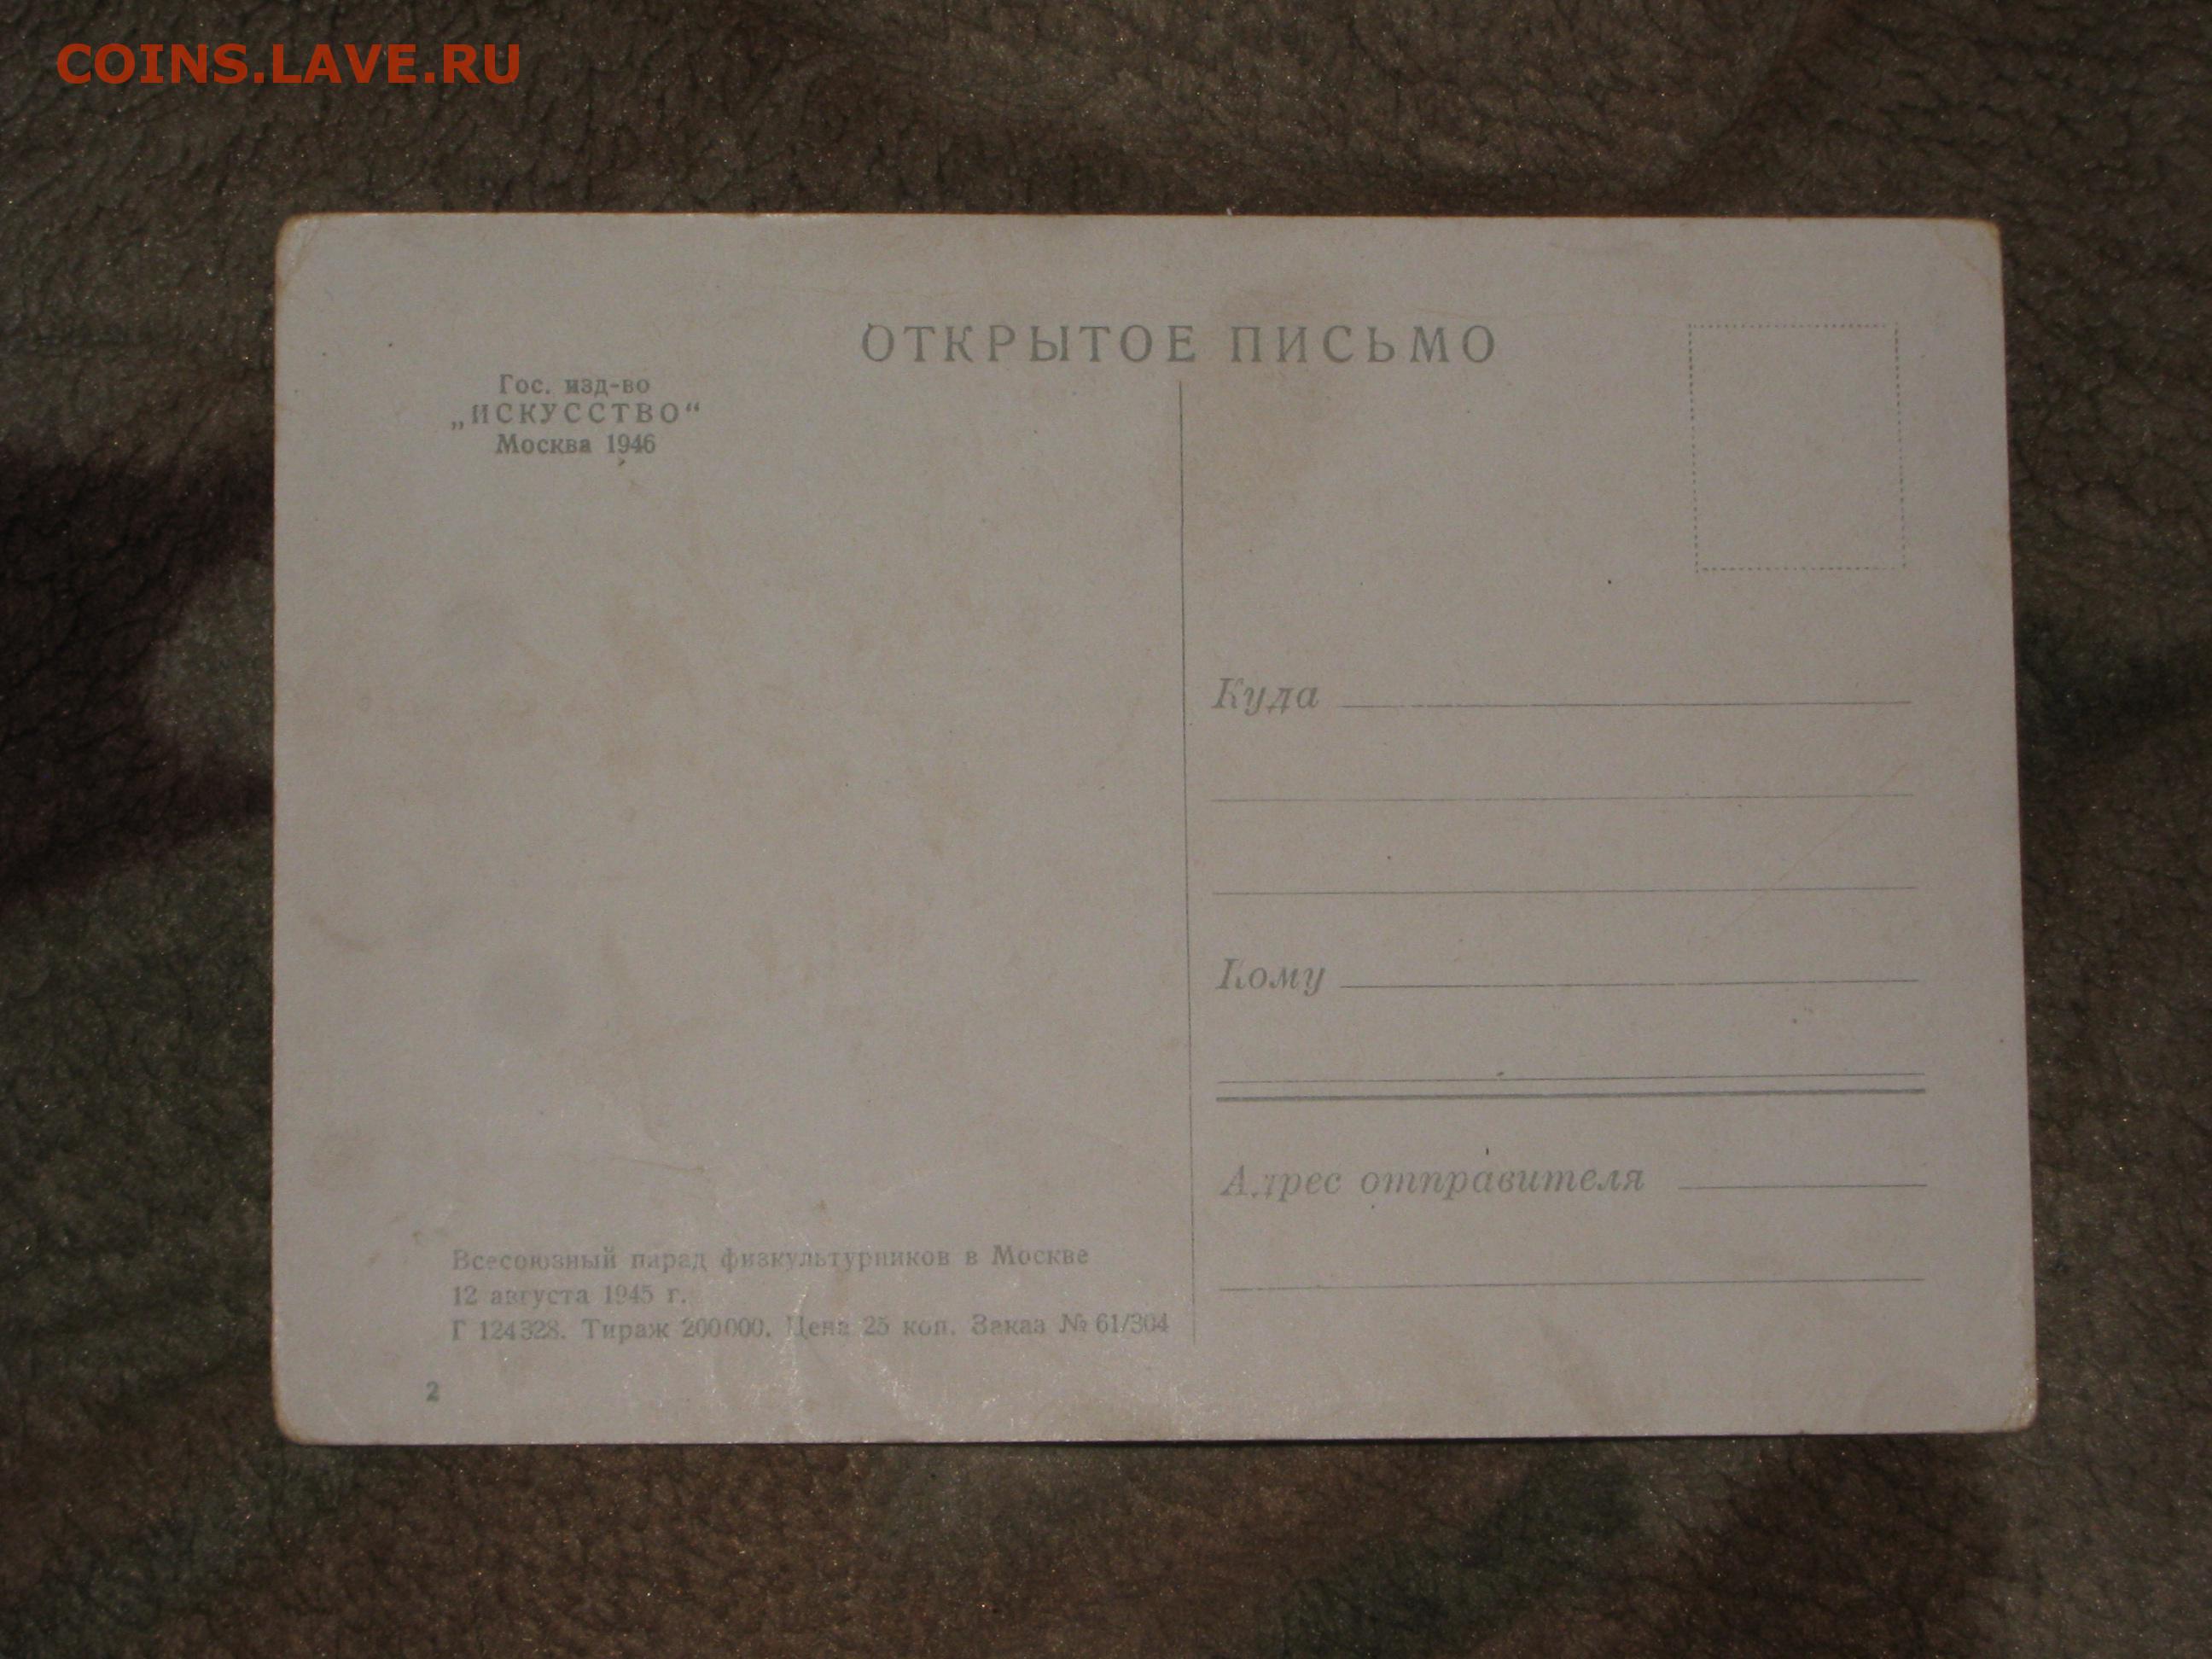 COINS.LAVE.RU
ОТКРЫТОЕ ПИСЬМО
Гос. изд-во
„ИСКУССТВО“
Москва 1946
Куда
Кому
Адрес отправителя
Всесоюзный парад физкультурников в Москве
12 августа 1945 г.
Г 124328. Тираж 200000. Цена 25 коп. Заказ № 61/304
2